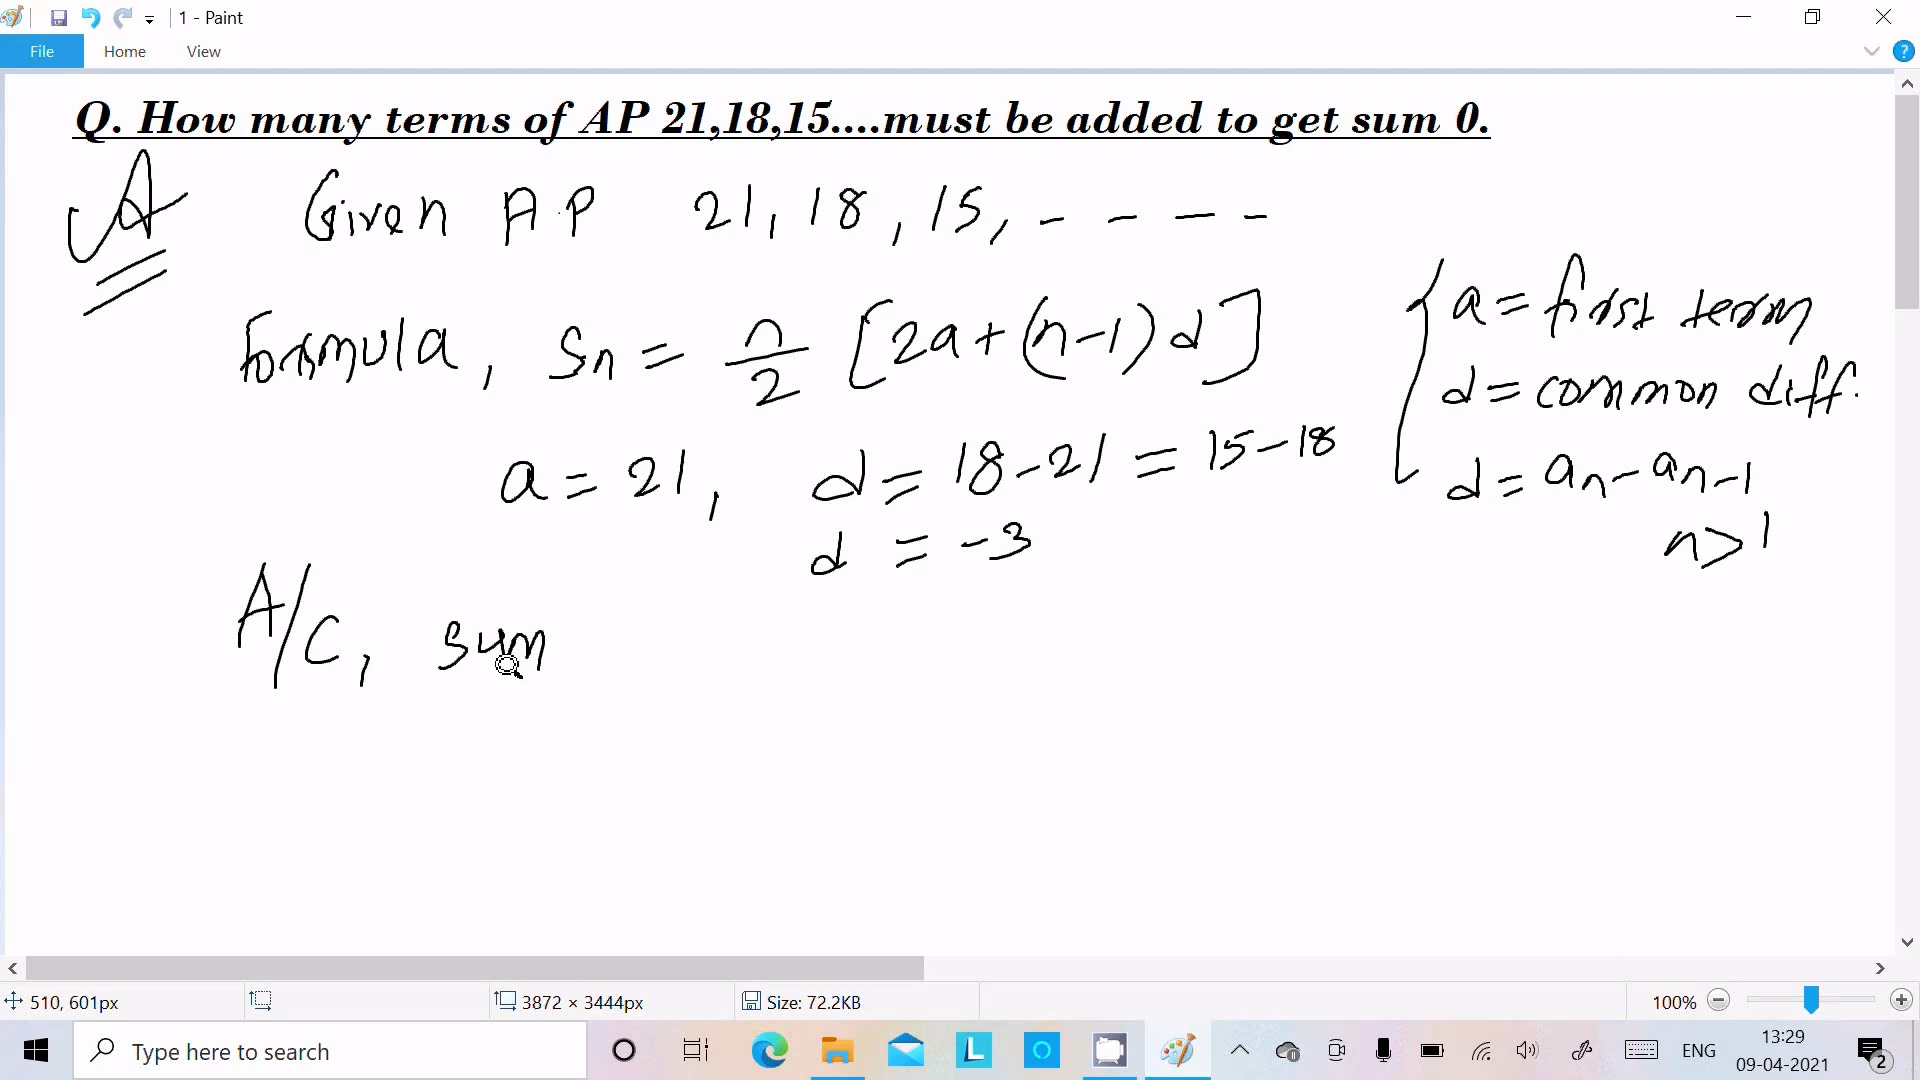 1 - Paint
File Home View
Q. How many terms of AP 21,18,15....must be added to get sum 0.
A Given A.P 21, 18, 15, - - - -
Formula, Sn = n/2 [2a+(n-1)d]
a = first term
d = common diff.
d = an - an-1
n>1
a = 21, d = 18-21 = 15-18
d = -3
A/C, sum
510, 601px 3872 × 3444px Size: 72.2KB 100%
Type here to search ENG 13:29
09-04-2021 2